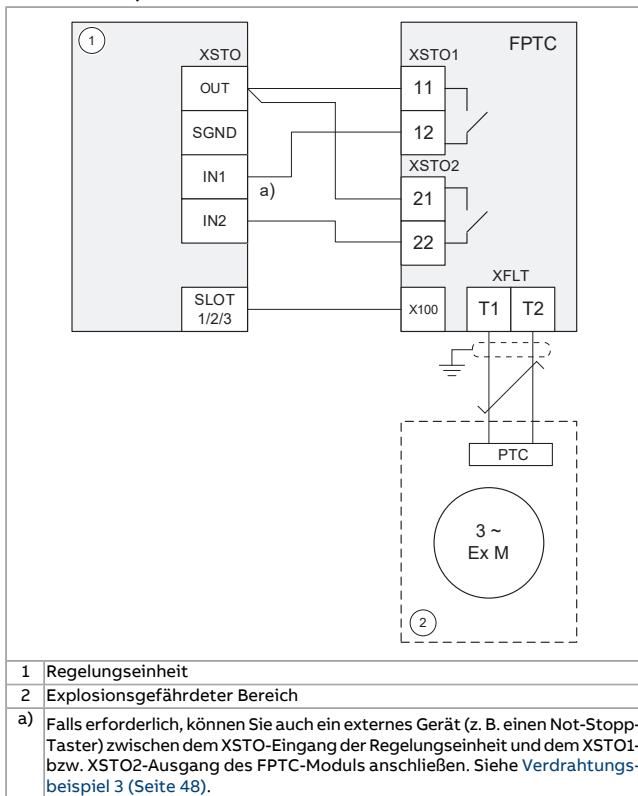 1
XSTO
OUT
SGND
IN1
IN2
a)
SLOT
1/2/3
FPTC
XSTO1
11
12
XSTO2
21
22
XFLT
X100
T1
T2
PTC
3 ~
Ex M
2
1 Regelungseinheit
2 Explosionsgefährdeter Bereich
a) Falls erforderlich, können Sie auch ein externes Gerät (z. B. einen Not-Stopp-
Taster) zwischen dem XSTO-Eingang der Regelungseinheit und dem XSTO1-
bzw. XSTO2-Ausgang des FPTC-Moduls anschließen. Siehe Verdrahtungs-
beispiel 3 (Seite 48).